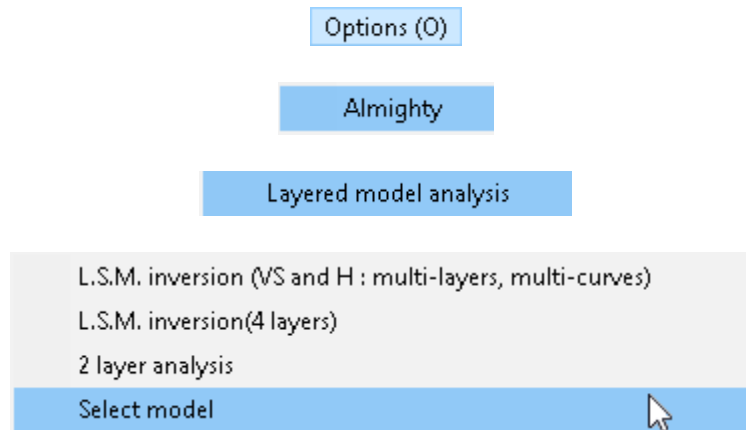 Options (O)
Almighty
Layered model analysis
L.S.M. inversion (VS and H : multi-layers, multi-curves)
L.S.M. inversion(4 layers)
2 layer analysis
Select model